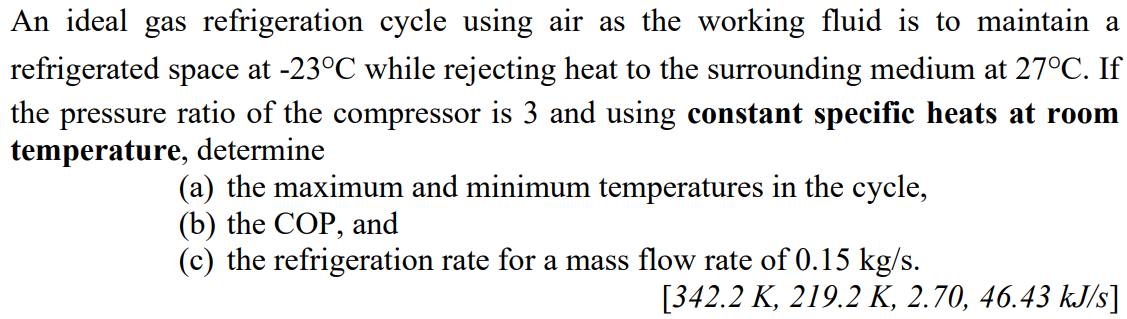 An ideal gas refrigeration cycle using air as the working fluid is to maintain a
refrigerated space at -23°C while rejecting heat to the surrounding medium at 27°C. If
the pressure ratio of the compressor is 3 and using constant specific heats at room
temperature, determine
(a) the maximum and minimum temperatures in the cycle,
(b) the COP, and
(c) the refrigeration rate for a mass flow rate of 0.15 kg/s.
[342.2 K, 219.2 K, 2.70, 46.43 kJ/s]